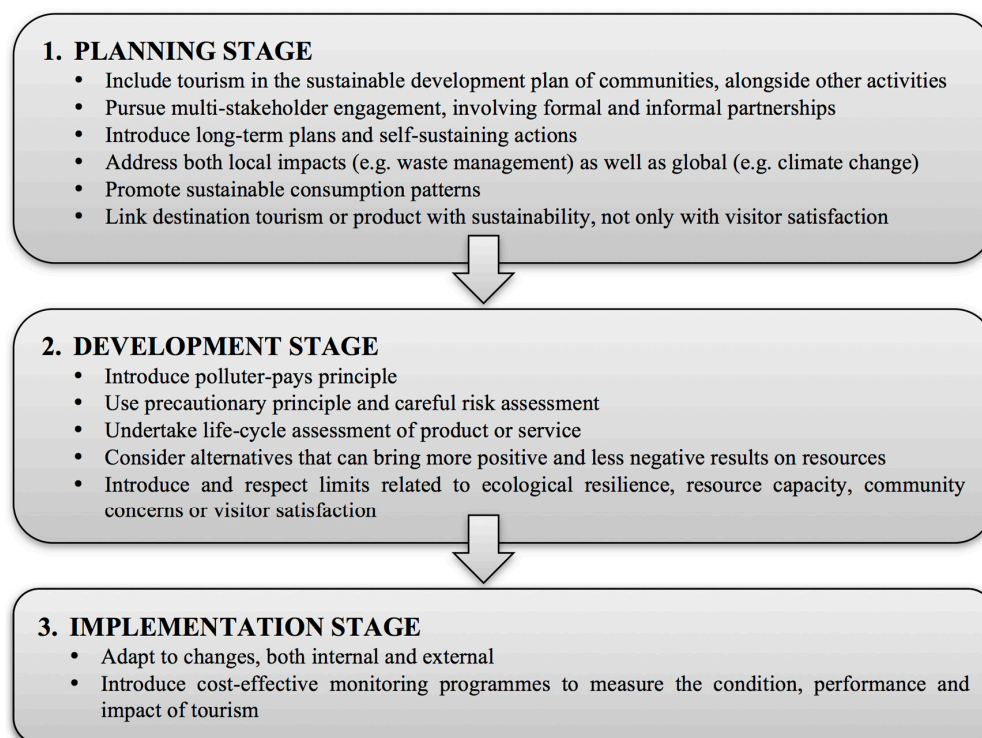 1. PLANNING STAGE
• Include tourism in the sustainable development plan of communities, alongside other activities
• Pursue multi-stakeholder engagement, involving formal and informal partnerships
• Introduce long-term plans and self-sustaining actions
• Address both local impacts (e.g. waste management) as well as global (e.g. climate change)
• Promote sustainable consumption patterns
• Link destination tourism or product with sustainability, not only with visitor satisfaction
2. DEVELOPMENT STAGE
• Introduce polluter-pays principle
• Use precautionary principle and careful risk assessment
• Undertake life-cycle assessment of product or service
• Consider alternatives that can bring more positive and less negative results on resources
• Introduce and respect limits related to ecological resilience, resource capacity, community
concerns or visitor satisfaction
3. IMPLEMENTATION STAGE
• Adapt to changes, both internal and external
• Introduce cost-effective monitoring programmes to measure the condition, performance and
impact of tourism